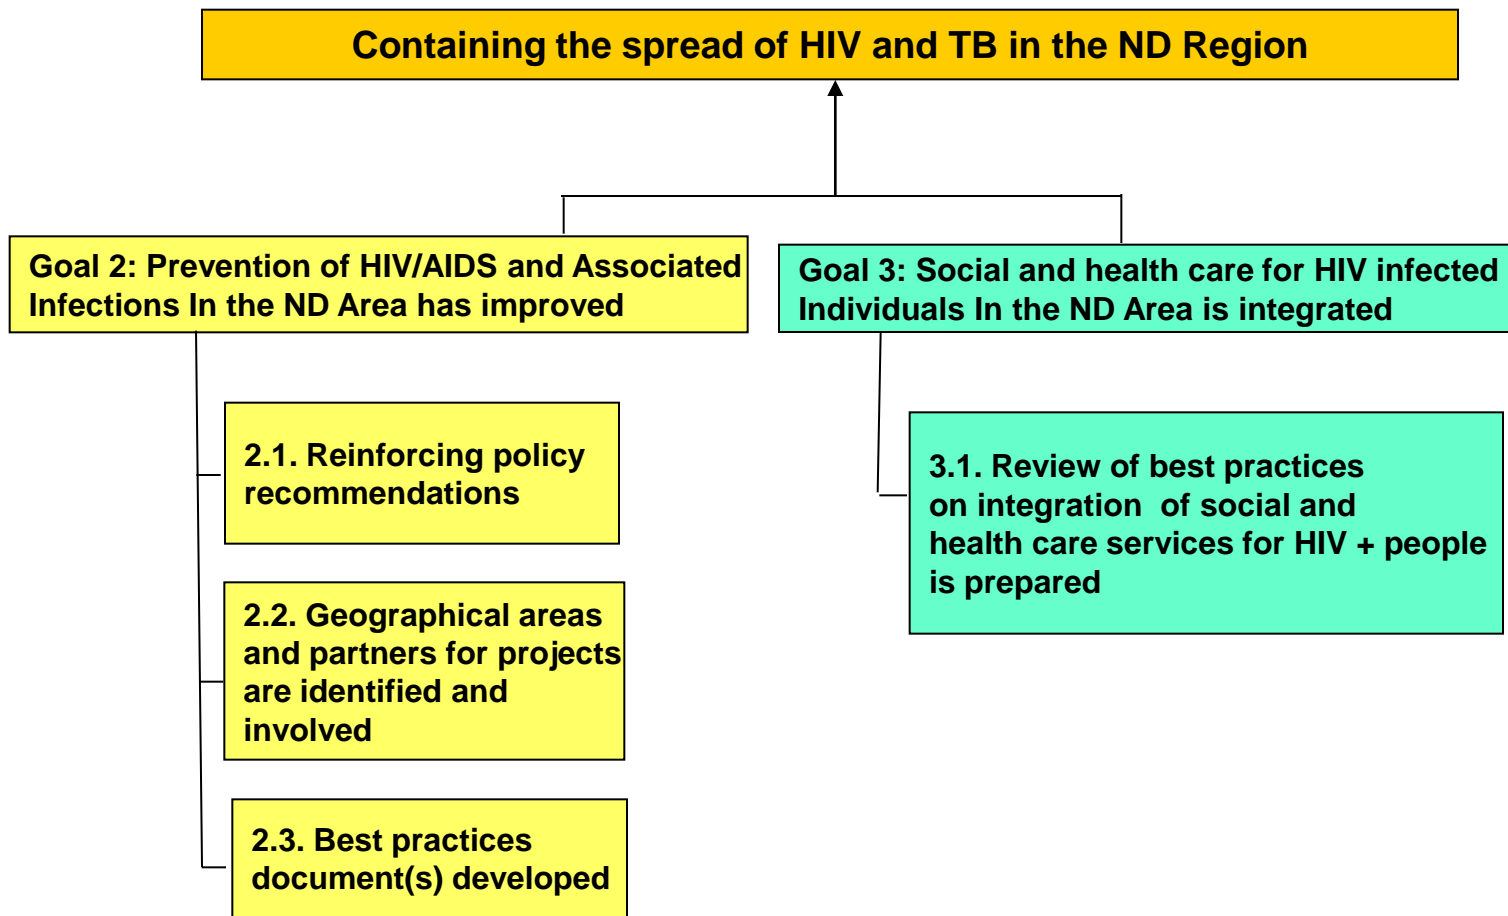 Containing the spread of HIV and TB in the ND Region
Goal 2: Prevention of HIV/AIDS and Associated
Infections In the ND Area has improved
Goal 3: Social and health care for HIV infected
Individuals In the ND Area is integrated
2.1. Reinforcing policy
recommendations
2.2. Geographical areas
and partners for projects
are identified and
involved
2.3. Best practices
document(s) developed
3.1. Review of best practices
on integration  of social and
health care services for HIV + people
is prepared